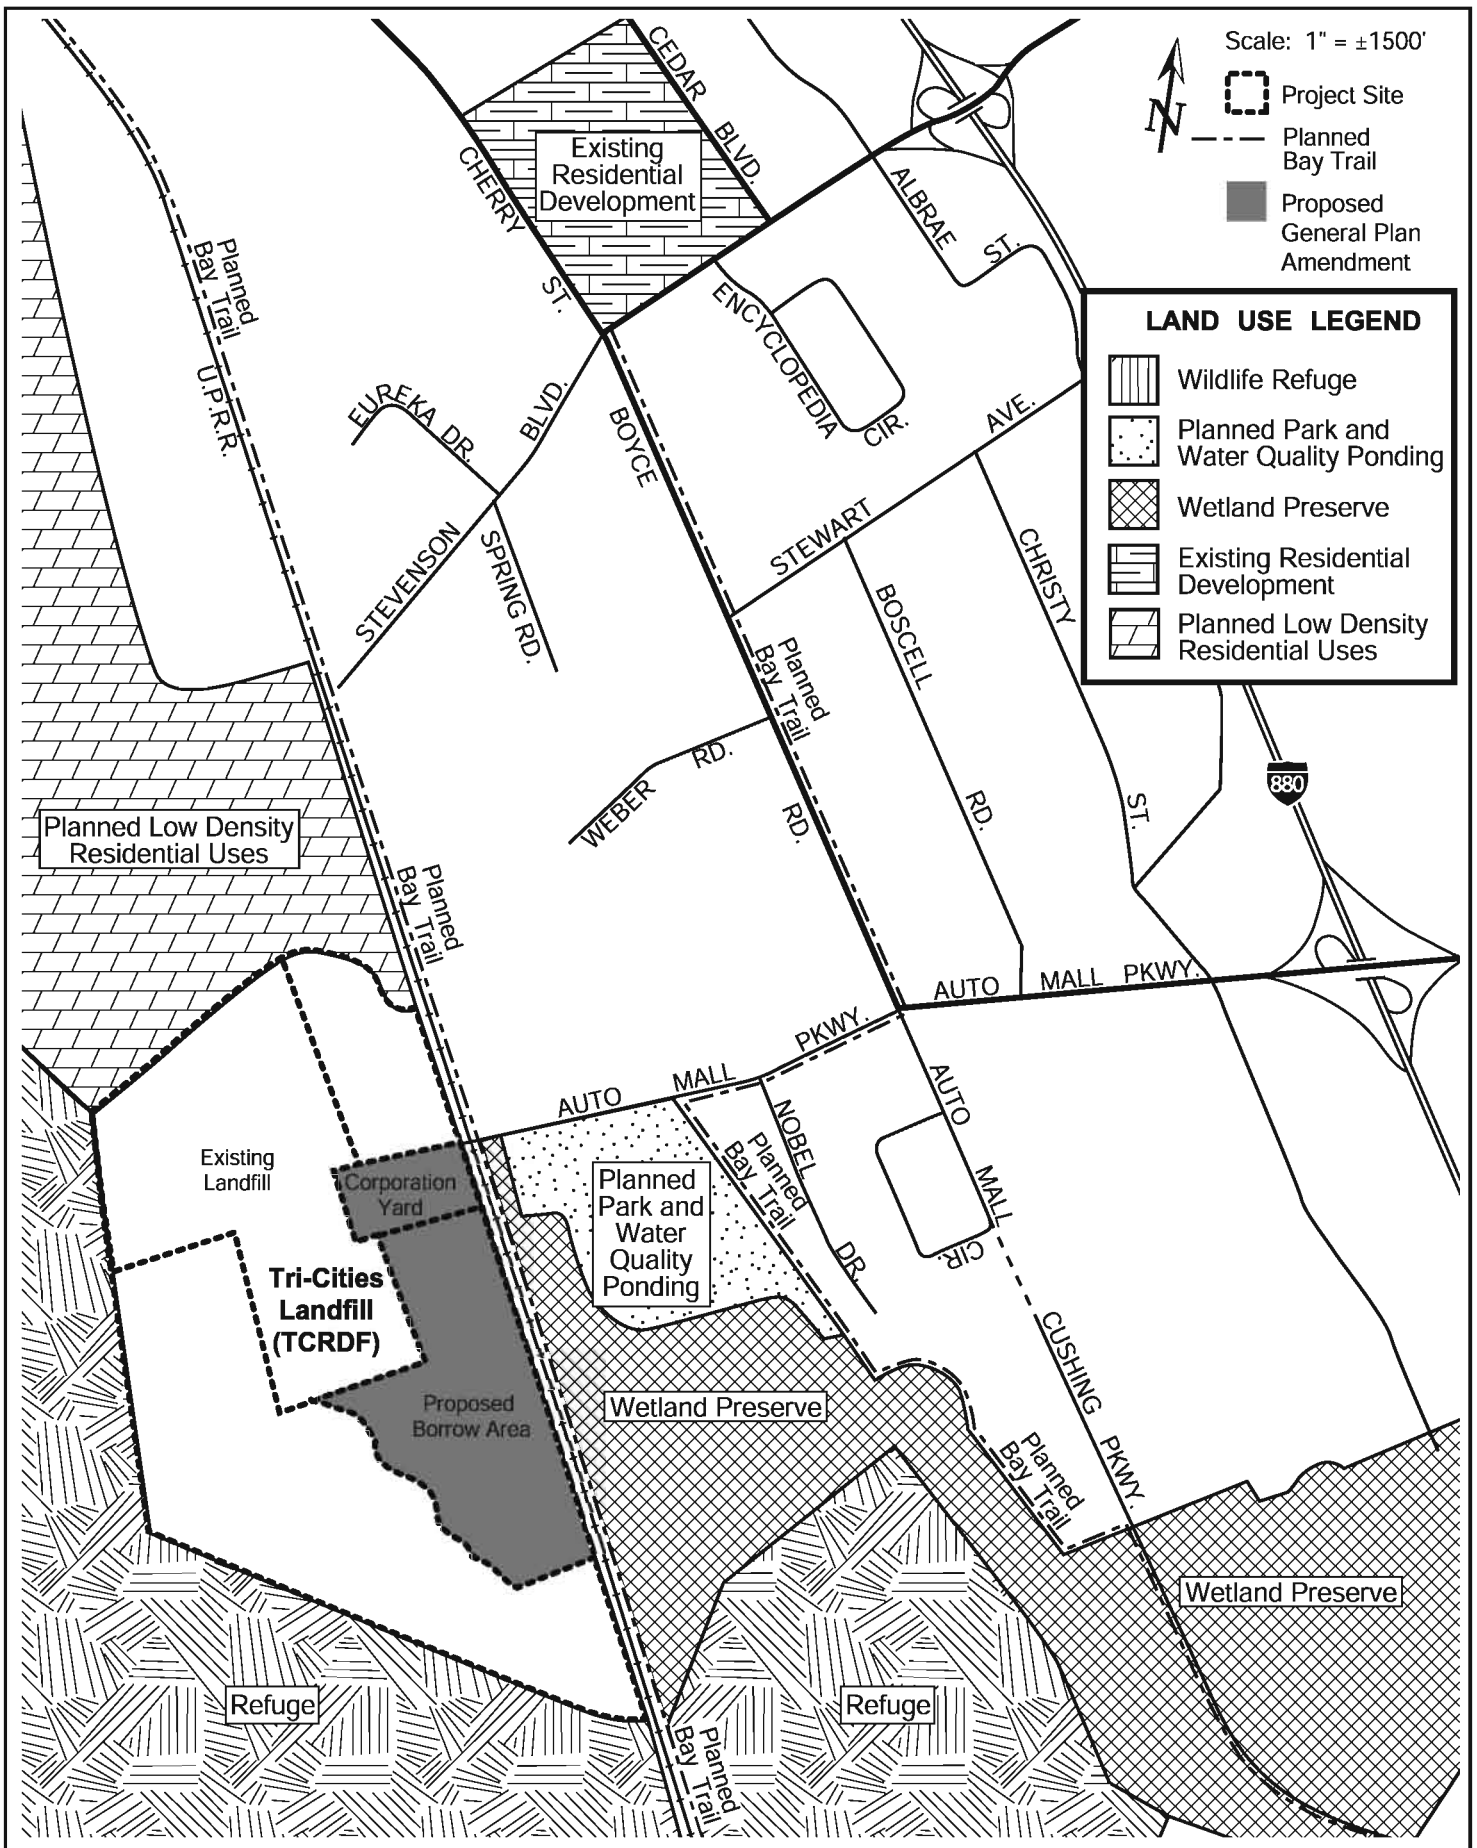 Scale: 1" = ±1500'
N
Project Site
Planned
Bay Trail
Proposed
General Plan
Amendment
LAND USE LEGEND
Wildlife Refuge
Planned Park and
Water Quality Ponding
Wetland Preserve
Existing Residential
Development
Planned Low Density
Residential Uses
CEDAR BLVD.
Existing
Residential
Development
CHERRY ST.
ALBRAE ST.
ENCYCLOPEDIA CIR.
Planned
Bay Trail
U.P.R.R.
EUREKA DR.
STEVENSON BLVD.
SPRING RD.
BOYCE RD.
STEWART AVE.
CHRISTY ST.
BOSCELL RD.
Planned
Bay Trail
WEBER RD.
880
Planned Low Density
Residential Uses
Planned
Bay Trail
AUTO MALL PKWY.
AUTO MALL PKWY.
AUTO MALL CIR.
NOBEL DR.
Planned
Bay Trail
Planned
Park and
Water
Quality
Ponding
Existing
Landfill
Corporation
Yard
Tri-Cities
Landfill
(TCRDF)
Proposed
Borrow Area
Wetland Preserve
CUSHING PKWY.
Planned
Bay Trail
Wetland Preserve
Refuge
Refuge
Planned
Bay Trail